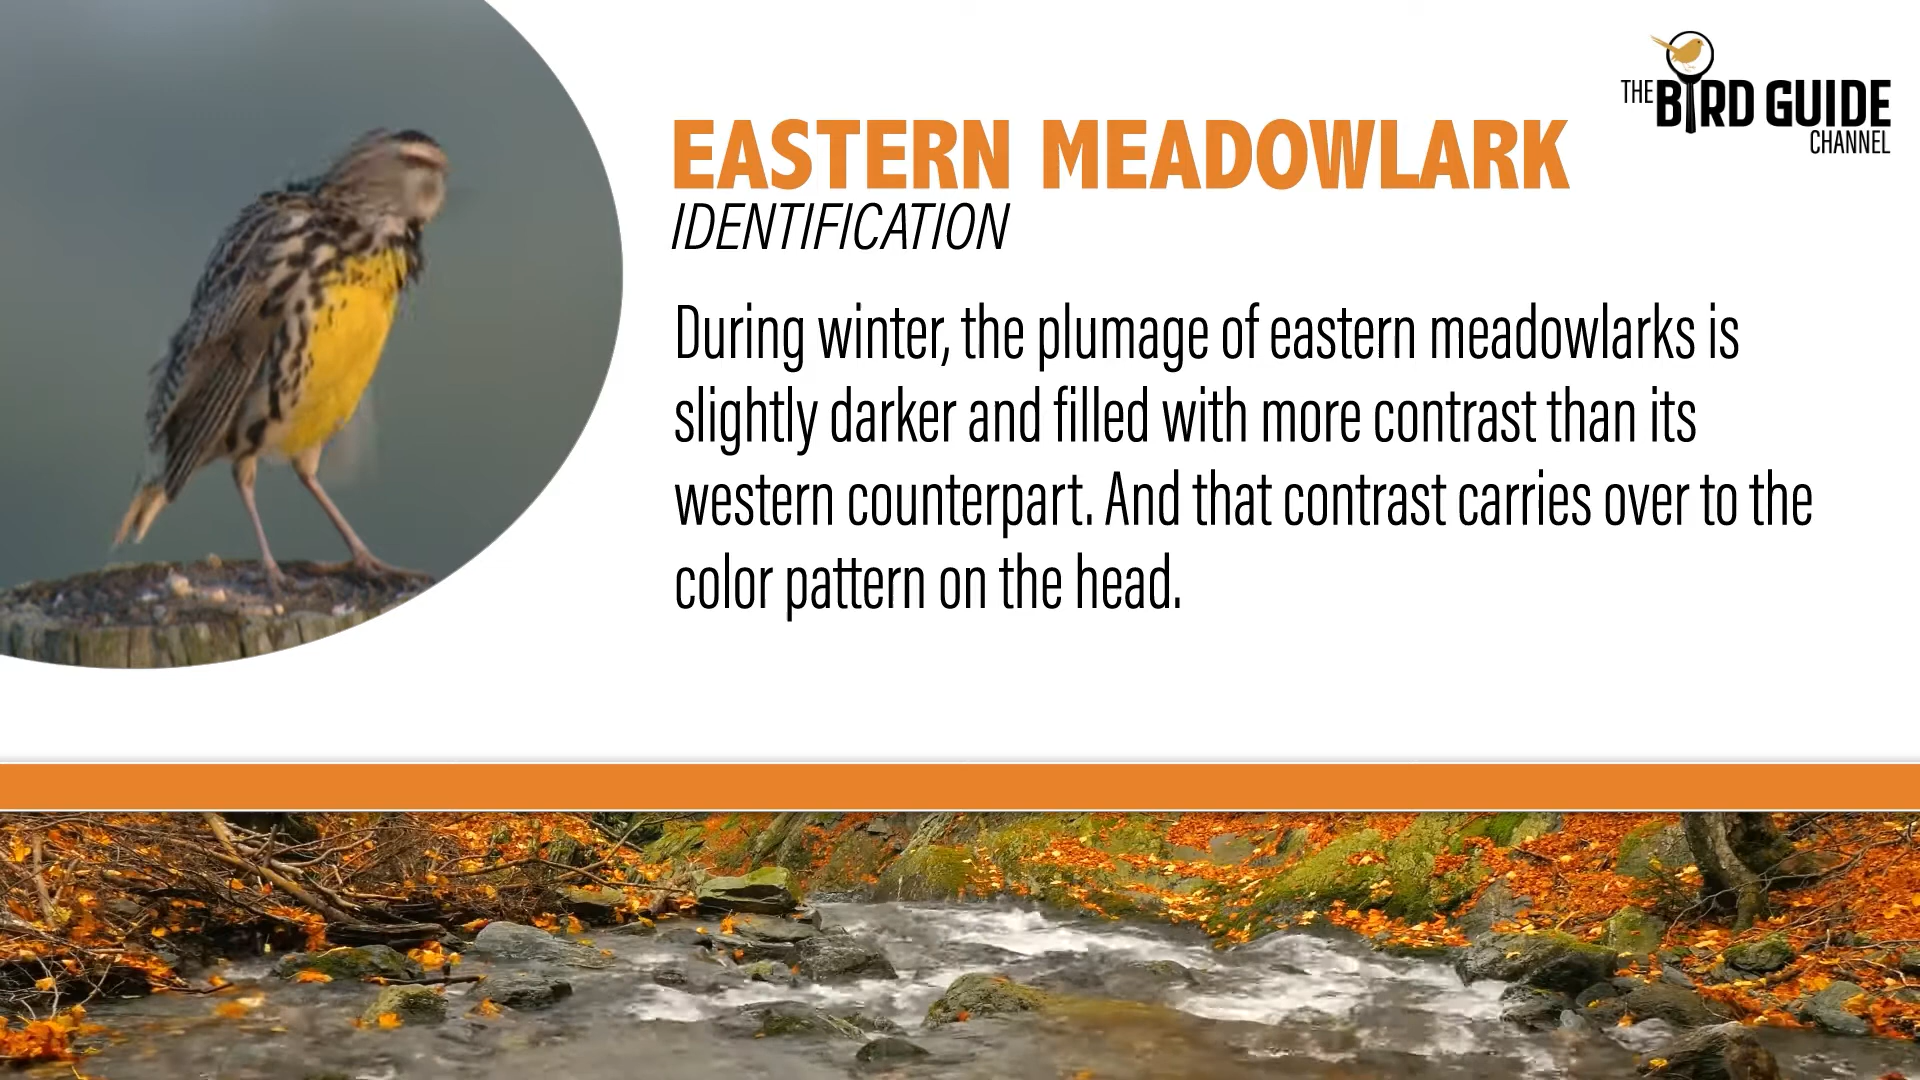 THE BIRD GUIDE
CHANNEL
EASTERN MEADOWLARK
IDENTIFICATION
During winter, the plumage of eastern meadowlarks is
slightly darker and filled with more contrast than its
western counterpart. And that contrast carries over to the
color pattern on the head.